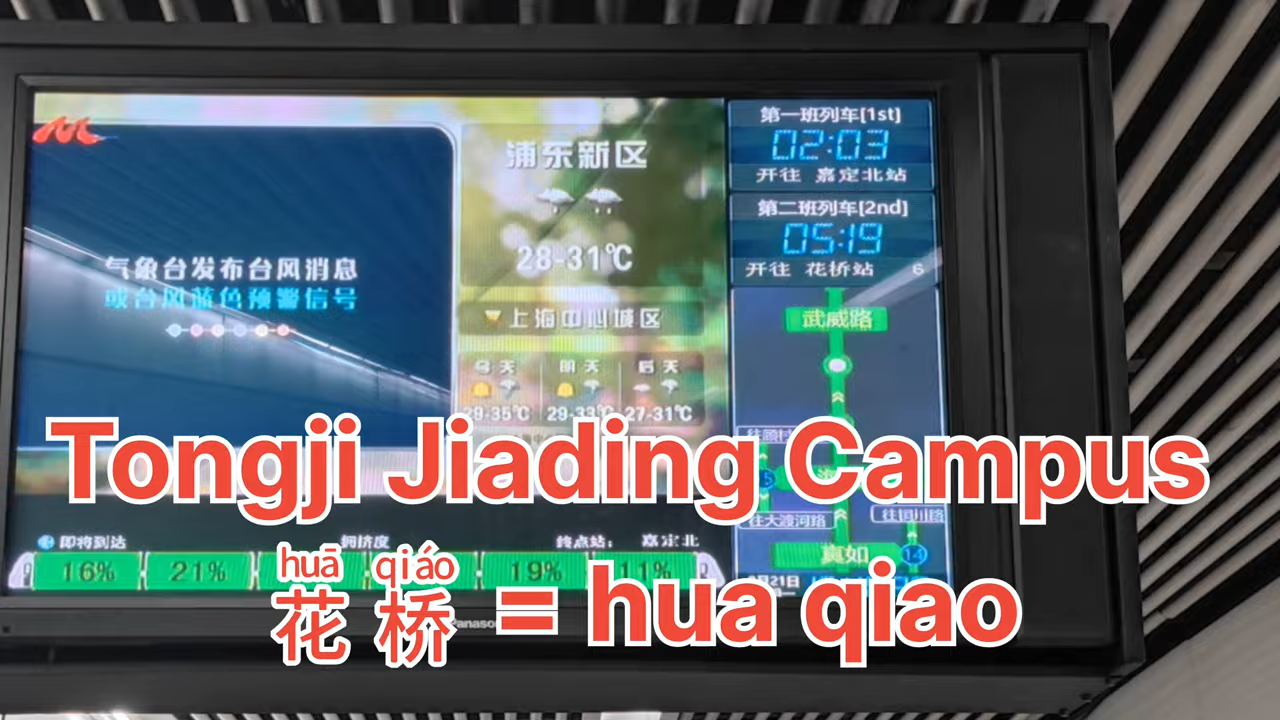 第一班列车[1st]
02:03
开往 嘉定北站
第二班列车[2nd]
05:19
开往 花桥站 6
浦东新区
28-31℃
气象台发布台风消息
或台风蓝色预警信号
上海中心城区
今天 明天 后天
29-35℃ 29-33℃ 27-31℃
武威路
往大渡河路
往铜川路
真如
14
即将到达 拥挤度 终点站: 嘉定北
16% 21% 19% 11%
Tongji Jiading Campus
huā qiáo
花桥 = hua qiao